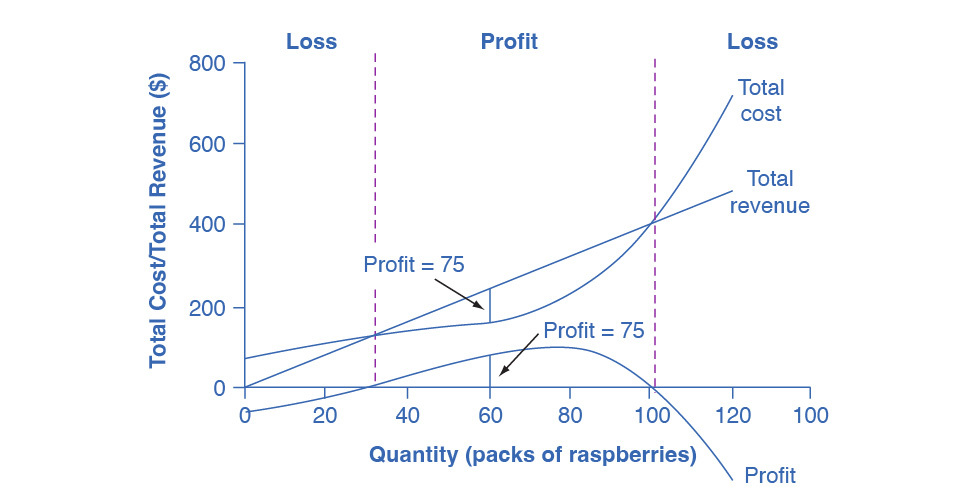 Loss
Profit
Loss
Total Cost/Total Revenue ($)
800
600
400
200
0
Total
cost
Total
revenue
Profit = 75
Profit = 75
0
20
40
60
80
100
120
100
Quantity (packs of raspberries)
Profit